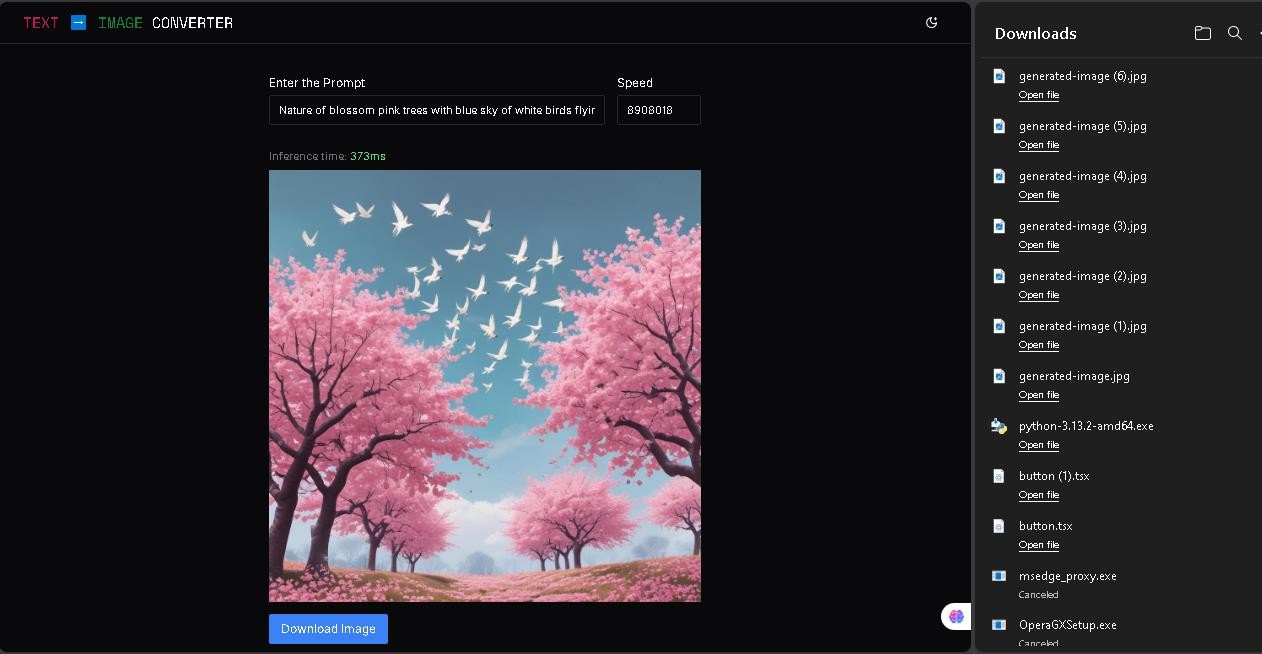 TEXT ➡ IMAGE CONVERTER
Enter the Prompt
Speed
Nature of blossom pink trees with blue sky of white birds flyir
8908018
Inference time: 373ms
Download Image
Downloads
generated-image (6).jpg
Open file
generated-image (5).jpg
Open file
generated-image (4).jpg
Open file
generated-image (3).jpg
Open file
generated-image (2).jpg
Open file
generated-image (1).jpg
Open file
generated-image.jpg
Open file
python-3.13.2-amd64.exe
Open file
button (1).tsx
Open file
button.tsx
Open file
msedge_proxy.exe
Canceled
OperaGXSetup.exe
Canceled